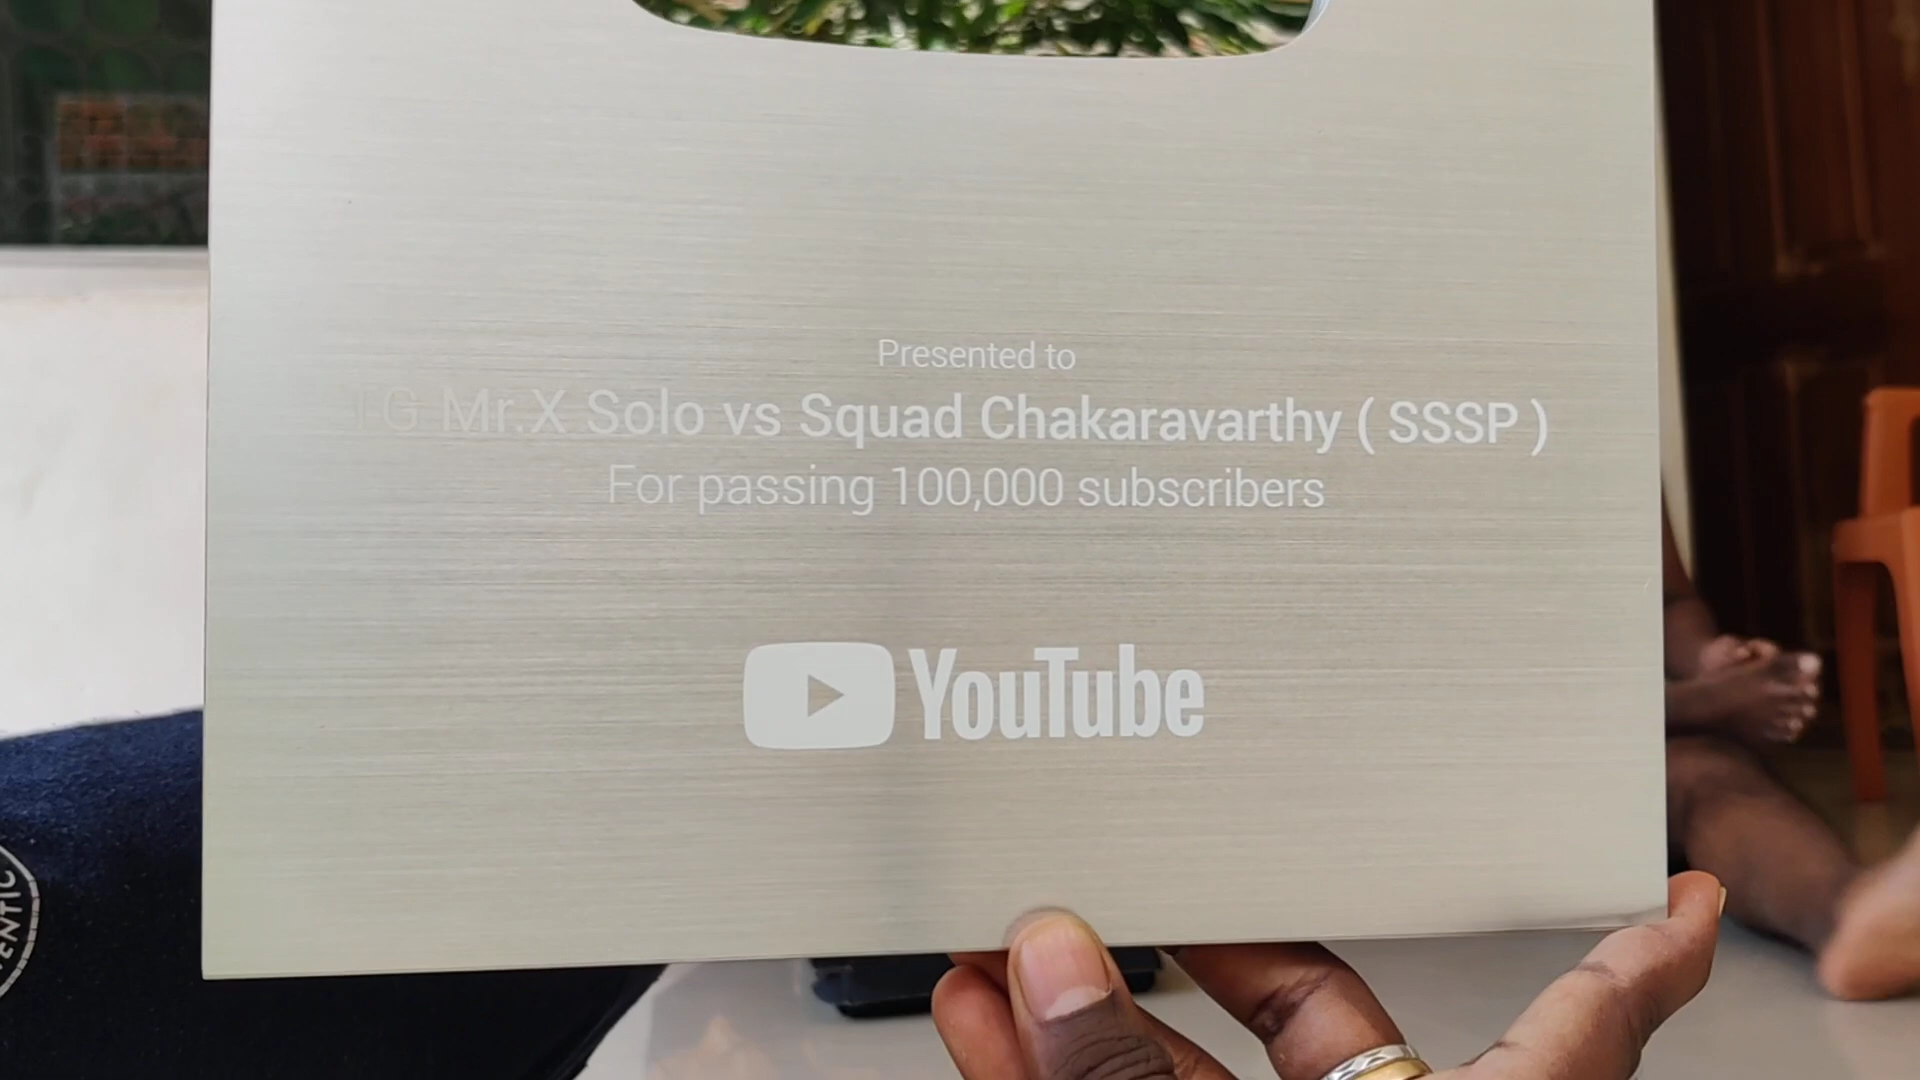 Presented to
G Mr.X Solo vs Squad Chakaravarthy ( SSSP )
For passing 100,000 subscribers
YouTube